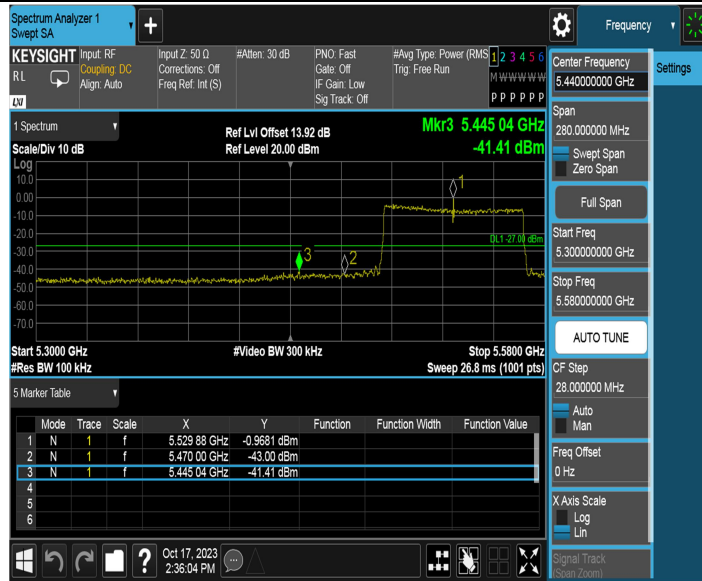 Spectrum Analyzer 1
Swept SA
+
Frequency
KEYSIGHT
RL
LXI
Input: RF
Coupling: DC
Align: Auto
Input Z: 50 Ω
Corrections: Off
Freq Ref: Int (S)
#Atten: 30 dB
PNO: Fast
Gate: Off
IF Gain: Low
Sig Track: Off
#Avg Type: Power (RMS
Trig: Free Run
1 2 3 4 5 6
M W W W W W
P P P P P P
1 Spectrum
Scale/Div 10 dB
Ref Lvl Offset 13.92 dB
Ref Level 20.00 dBm
Mkr3 5.445 04 GHz
-41.41 dBm
Log
10.0
0.00
-10.0
-20.0
-30.0
-40.0
-50.0
-60.0
-70.0
1
DL1 -27.00 dBm
3
2
Start 5.3000 GHz
#Res BW 100 kHz
#Video BW 300 kHz
Stop 5.5800 GHz
Sweep 26.8 ms (1001 pts)
5 Marker Table
Mode Trace Scale X Y Function Function Width Function Value
1 N 1 f 5.529 88 GHz -0.9681 dBm
2 N 1 f 5.470 00 GHz -43.00 dBm
3 N 1 f 5.445 04 GHz -41.41 dBm
4
5
6
?
Oct 17, 2023
2:36:04 PM
Center Frequency
5.440000000 GHz
Settings
Span
280.000000 MHz
Swept Span
Zero Span
Full Span
Start Freq
5.300000000 GHz
Stop Freq
5.580000000 GHz
AUTO TUNE
CF Step
28.000000 MHz
Auto
Man
Freq Offset
0 Hz
X Axis Scale
Log
Lin
Signal Track
(Span Zoom)